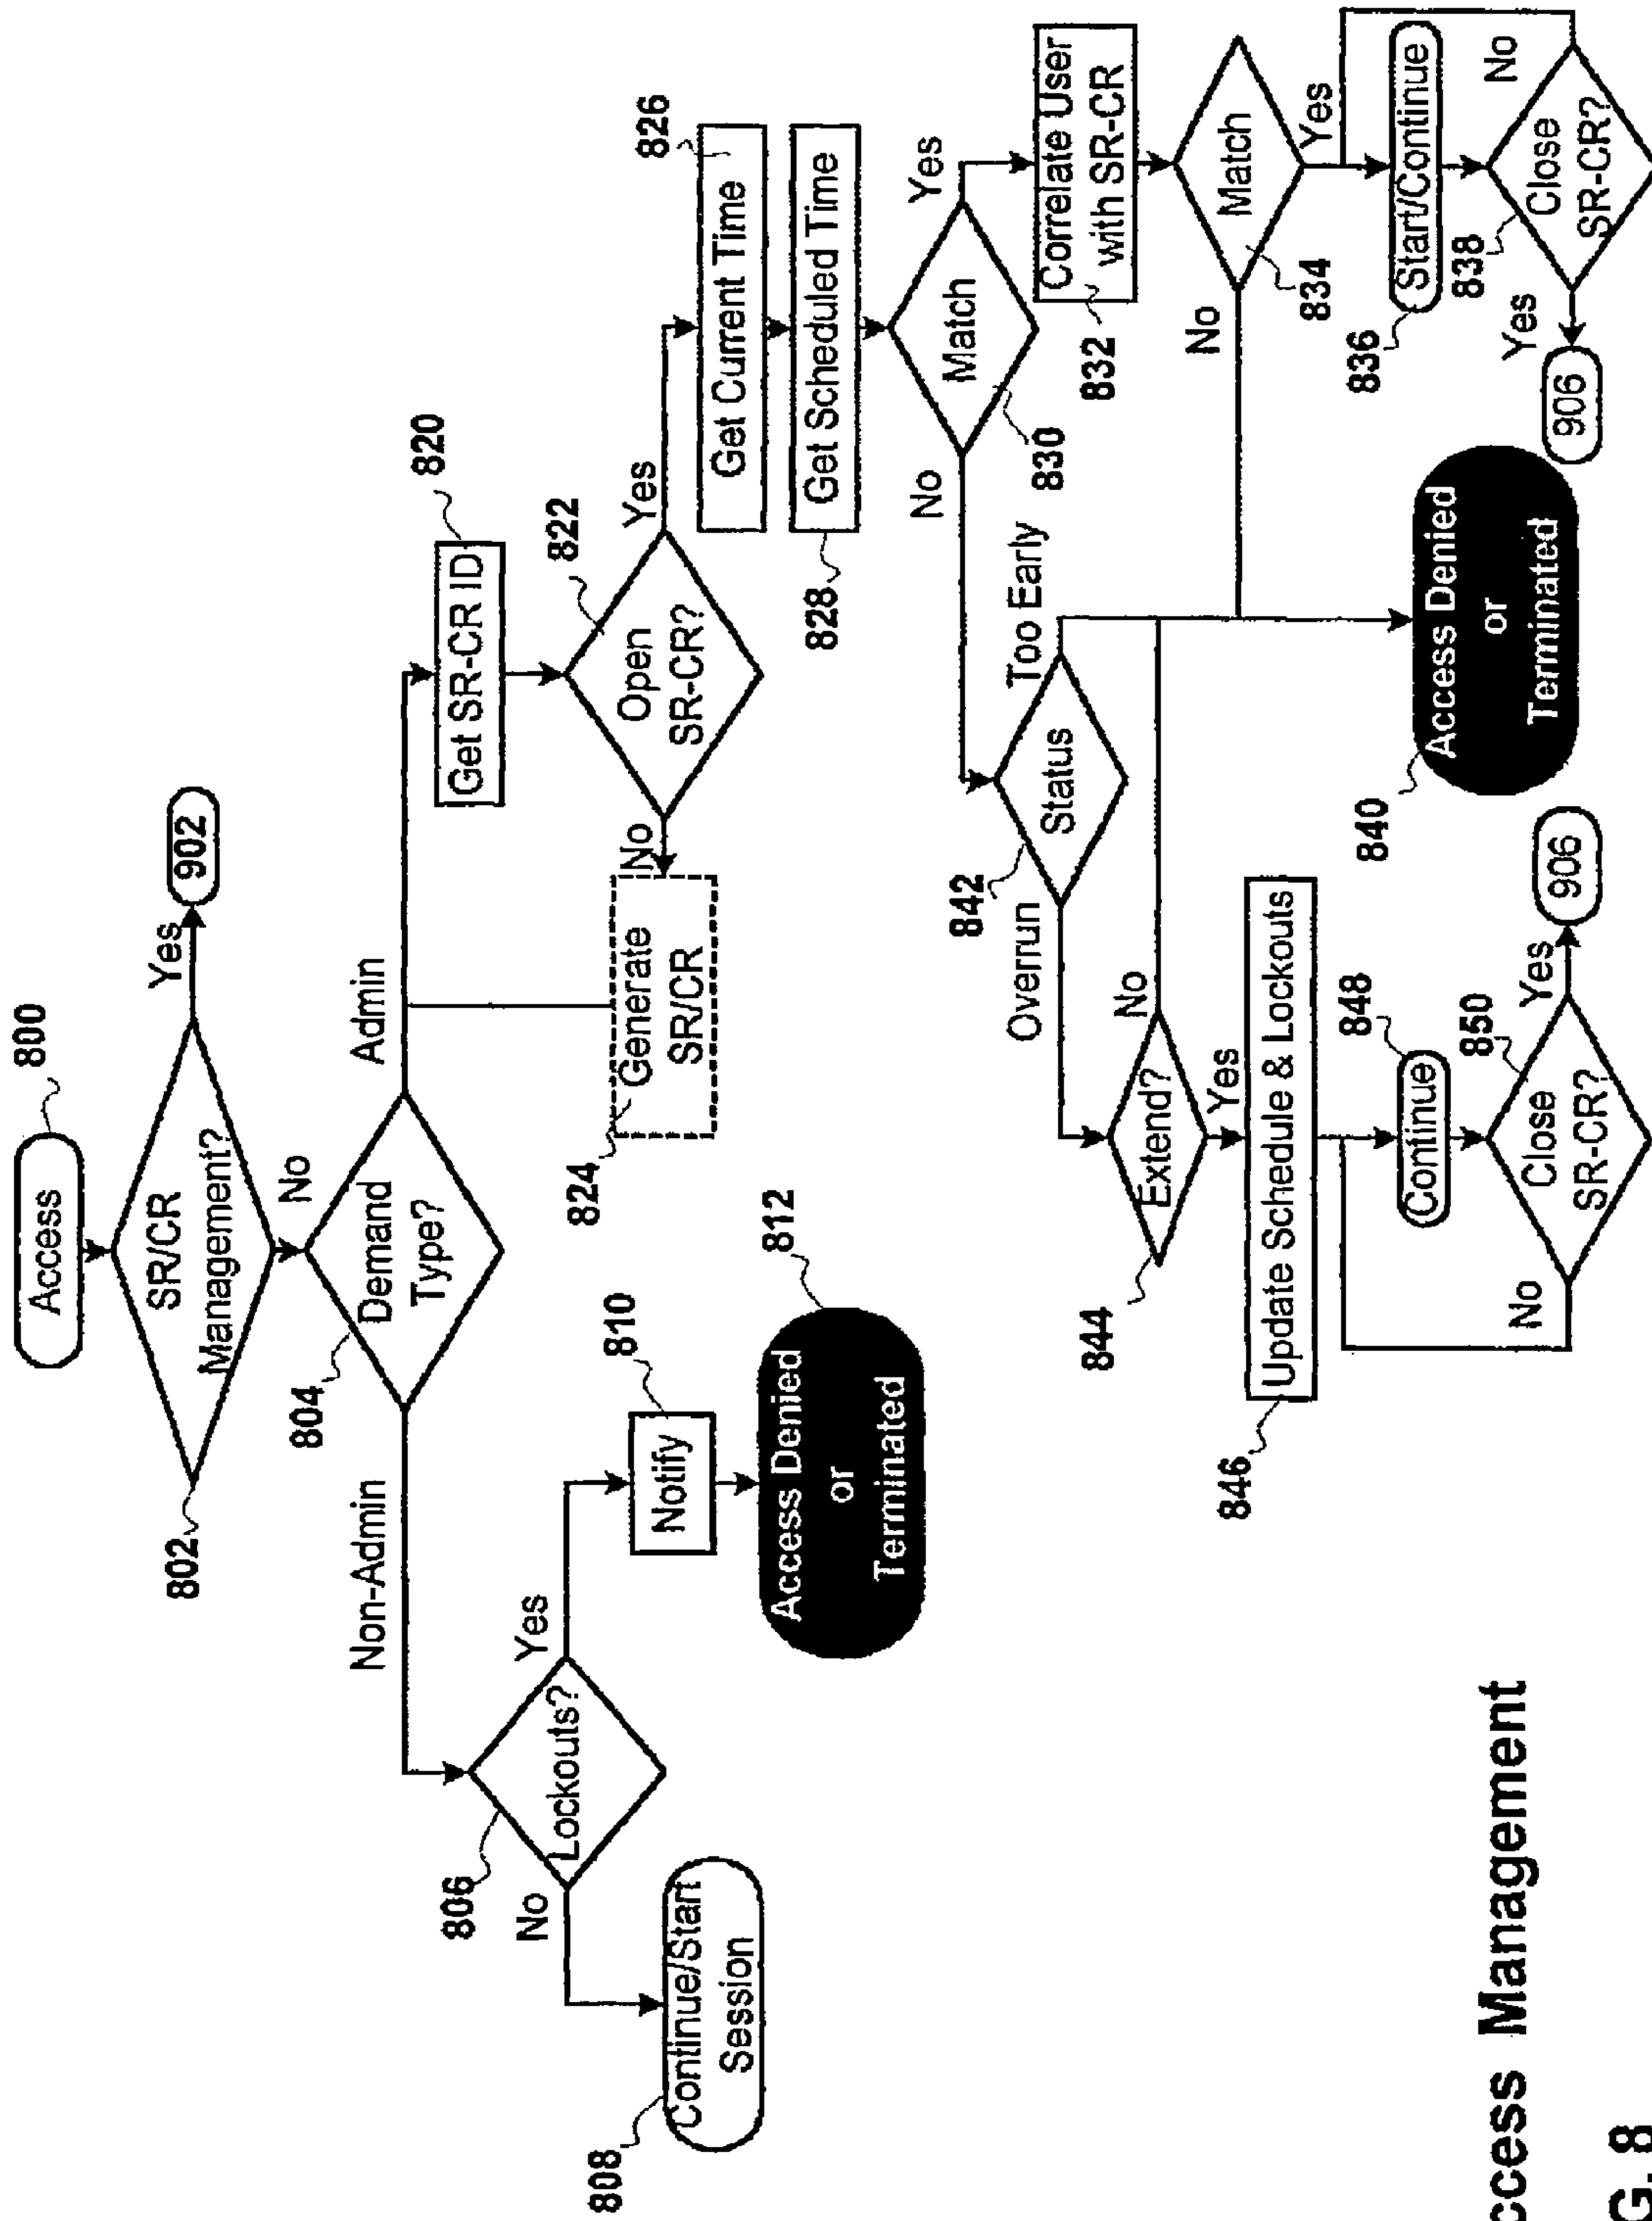 800
Access
SR/CR
Management?
802
Yes
902
No
Demand
Type?
804
Non-Admin
Admin
Lockouts?
806
No
Yes
Continue/Start
Session
808
Notify
810
Access Denied
or
Terminated
812
Get SR-CR ID
820
Open
SR-CR?
822
No
Yes
Generate
SR/CR
824
Get Current Time
826
Get Scheduled Time
828
Match
830
No
Yes
Correlate User
with SR-CR
832
Match
834
No
Yes
Start/Continue
836
Close
SR-CR?
838
No
Yes
906
Status
842
Overrun
Too Early
Extend?
844
No
Yes
Update Schedule & Lockouts
846
Continue
848
Close
SR-CR?
850
No
Yes
906
Access Denied
or
Terminated
840
ccess Management
G. 8